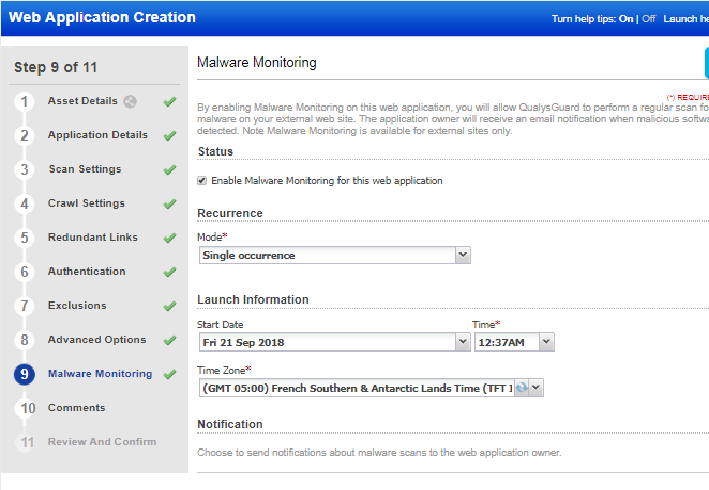 Web Application Creation
Turn help tips: On | Off Launch he
Step 9 of 11
Malware Monitoring
(*) REQUIRE
1 Asset Details
2 Application Details
3 Scan Settings
4 Crawl Settings
5 Redundant Links
6 Authentication
7 Exclusions
8 Advanced Options
9 Malware Monitoring
10 Comments
11 Review And Confirm
By enabling Malware Monitoring on this web application, you will allow QualysGuard to perform a regular scan fo
malware on your external web site. The application owner will receive an email notification when malicious softwa
detected. Note Malware Monitoring is available for external sites only.
Status
Enable Malware Monitoring for this web application
Recurrence
Mode*
Single occurrence
Launch Information
Start Date Time*
Fri 21 Sep 2018 12:37AM
Time Zone*
(GMT 05:00) French Southern & Antarctic Lands Time (TFT I
Notification
Choose to send notifications about malware scans to the web application owner.